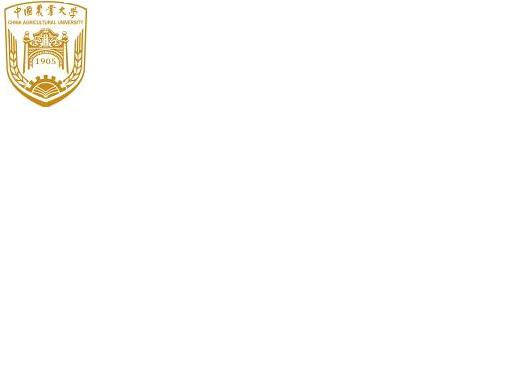 中国农业大学
CHINA AGRICULTURAL UNIVERSITY
1905